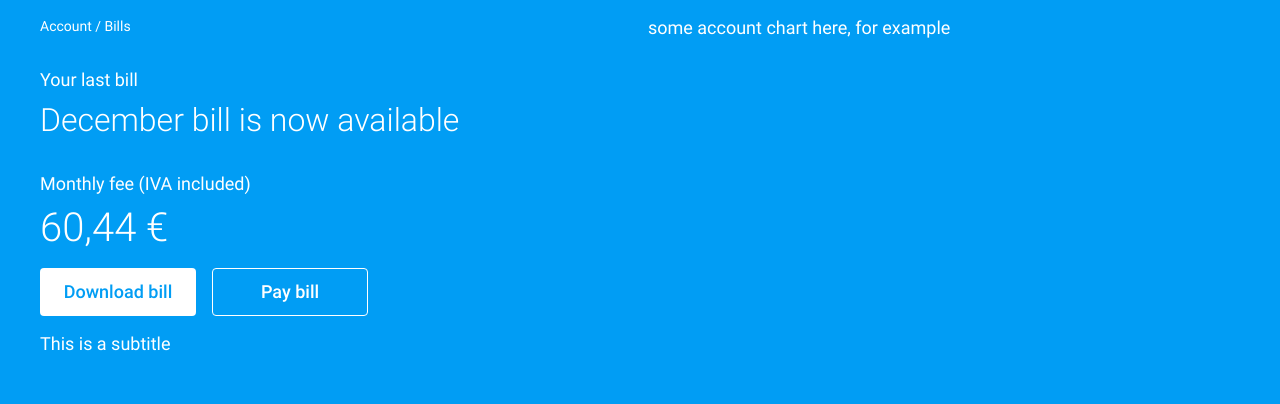 Account / Bills
Your last bill
December bill is now available
Monthly fee (IVA included)
60,44 €
Download bill
Pay bill
This is a subtitle
some account chart here, for example